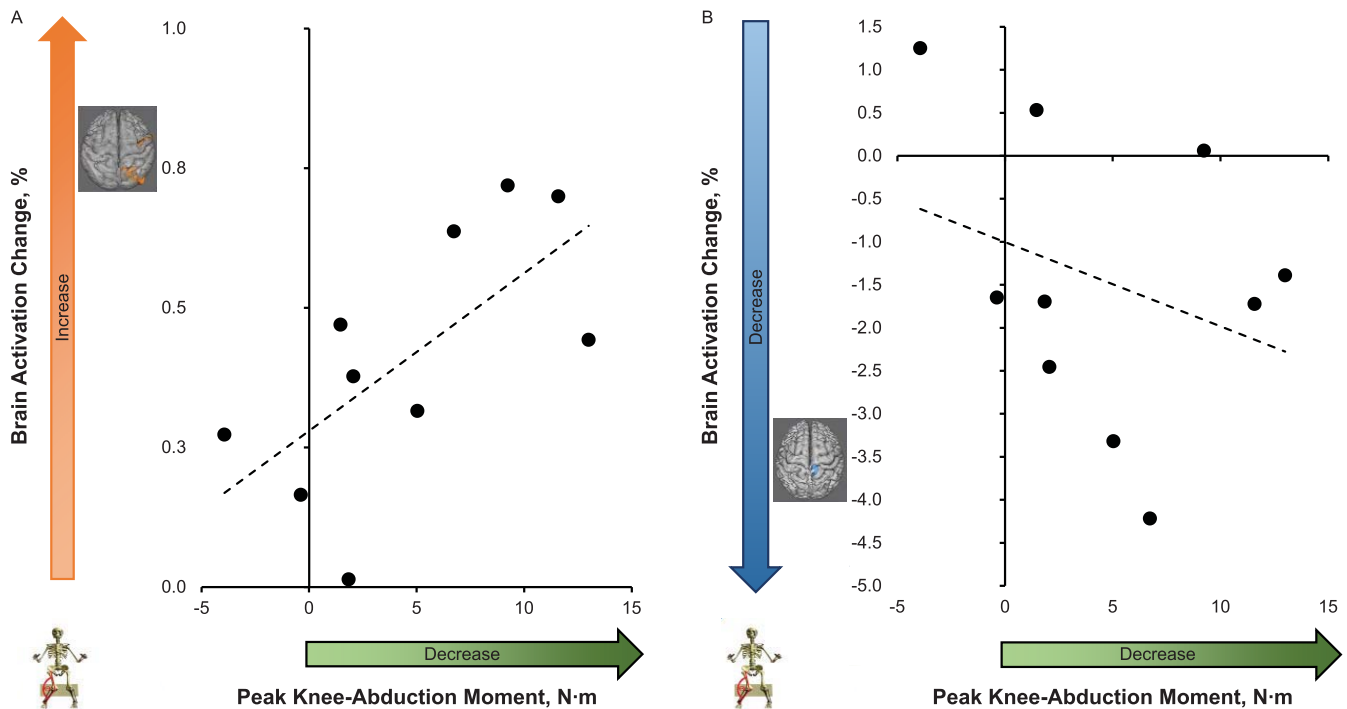 A
Brain Activation Change, %
Increase
1.0
0.8
0.5
0.3
0.0
-5 0 5 10 15
Decrease
Peak Knee-Abduction Moment, N·m
B
Brain Activation Change, %
Decrease
1.5
1.0
0.5
0.0
-0.5
-1.0
-1.5
-2.0
-2.5
-3.0
-3.5
-4.0
-4.5
-5.0
-5 0 5 10 15
Decrease
Peak Knee-Abduction Moment, N·m